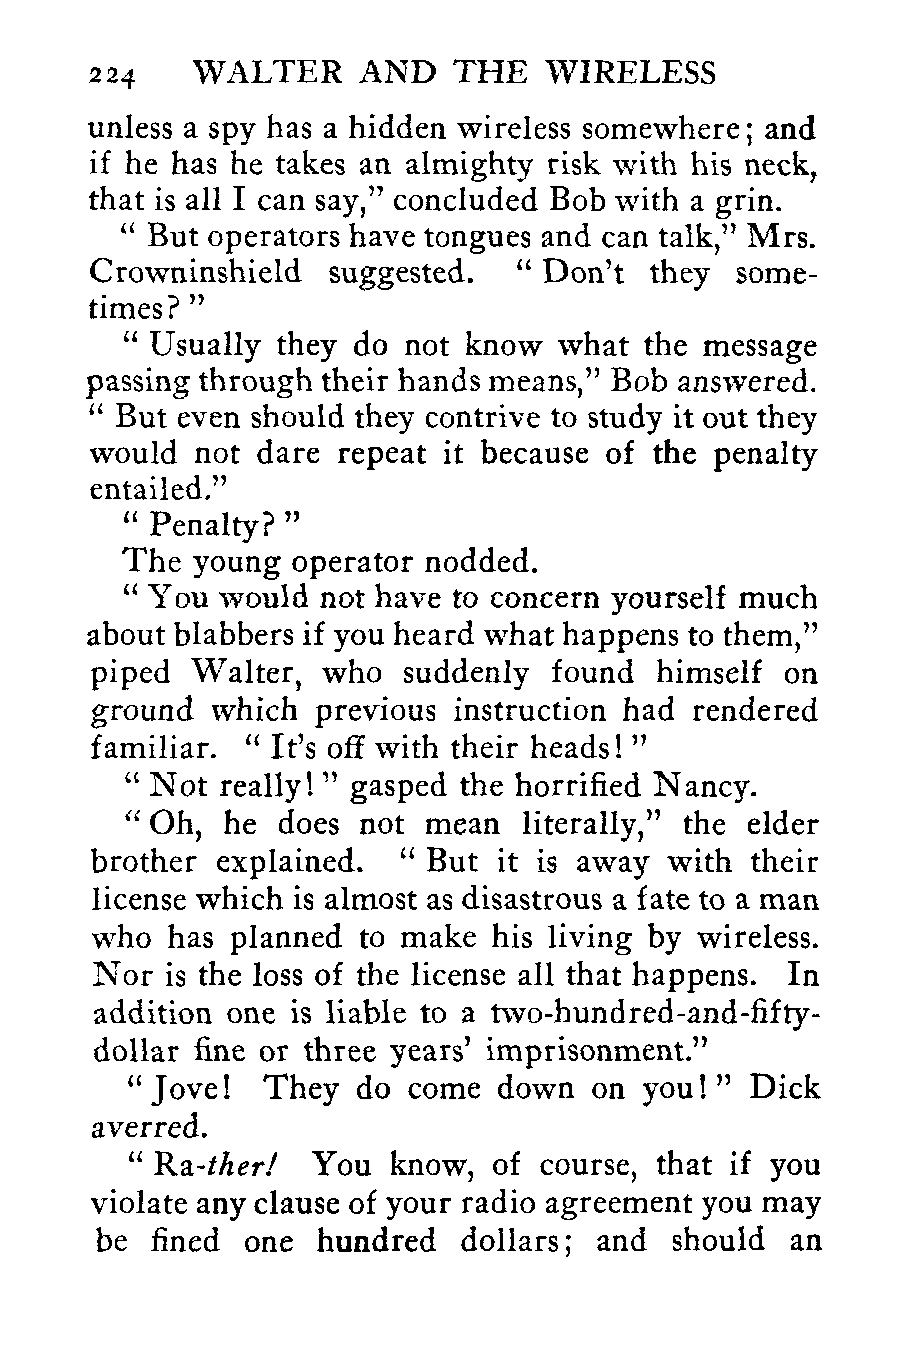 224 WALTER AND THE WIRELESS
unless a spy has a hidden wireless somewhere; and
if he has he takes an almighty risk with his neck,
that is all I can say,” concluded Bob with a grin.
“ But operators have tongues and can talk,” Mrs.
Crowninshield suggested. “ Don’t they some-
times? ”
“ Usually they do not know what the message
passing through their hands means,” Bob answered.
“ But even should they contrive to study it out they
would not dare repeat it because of the penalty
entailed.”
“ Penalty? ”
The young operator nodded.
“ You would not have to concern yourself much
about blabbers if you heard what happens to them,”
piped Walter, who suddenly found himself on
ground which previous instruction had rendered
familiar. “ It’s off with their heads! ”
“ Not really! ” gasped the horrified Nancy.
“ Oh, he does not mean literally,” the elder
brother explained. “ But it is away with their
license which is almost as disastrous a fate to a man
who has planned to make his living by wireless.
Nor is the loss of the license all that happens. In
addition one is liable to a two-hundred-and-fifty-
dollar fine or three years’ imprisonment.”
“ Jove! They do come down on you! ” Dick
averred.
“ Ra-ther! You know, of course, that if you
violate any clause of your radio agreement you may
be fined one hundred dollars; and should an